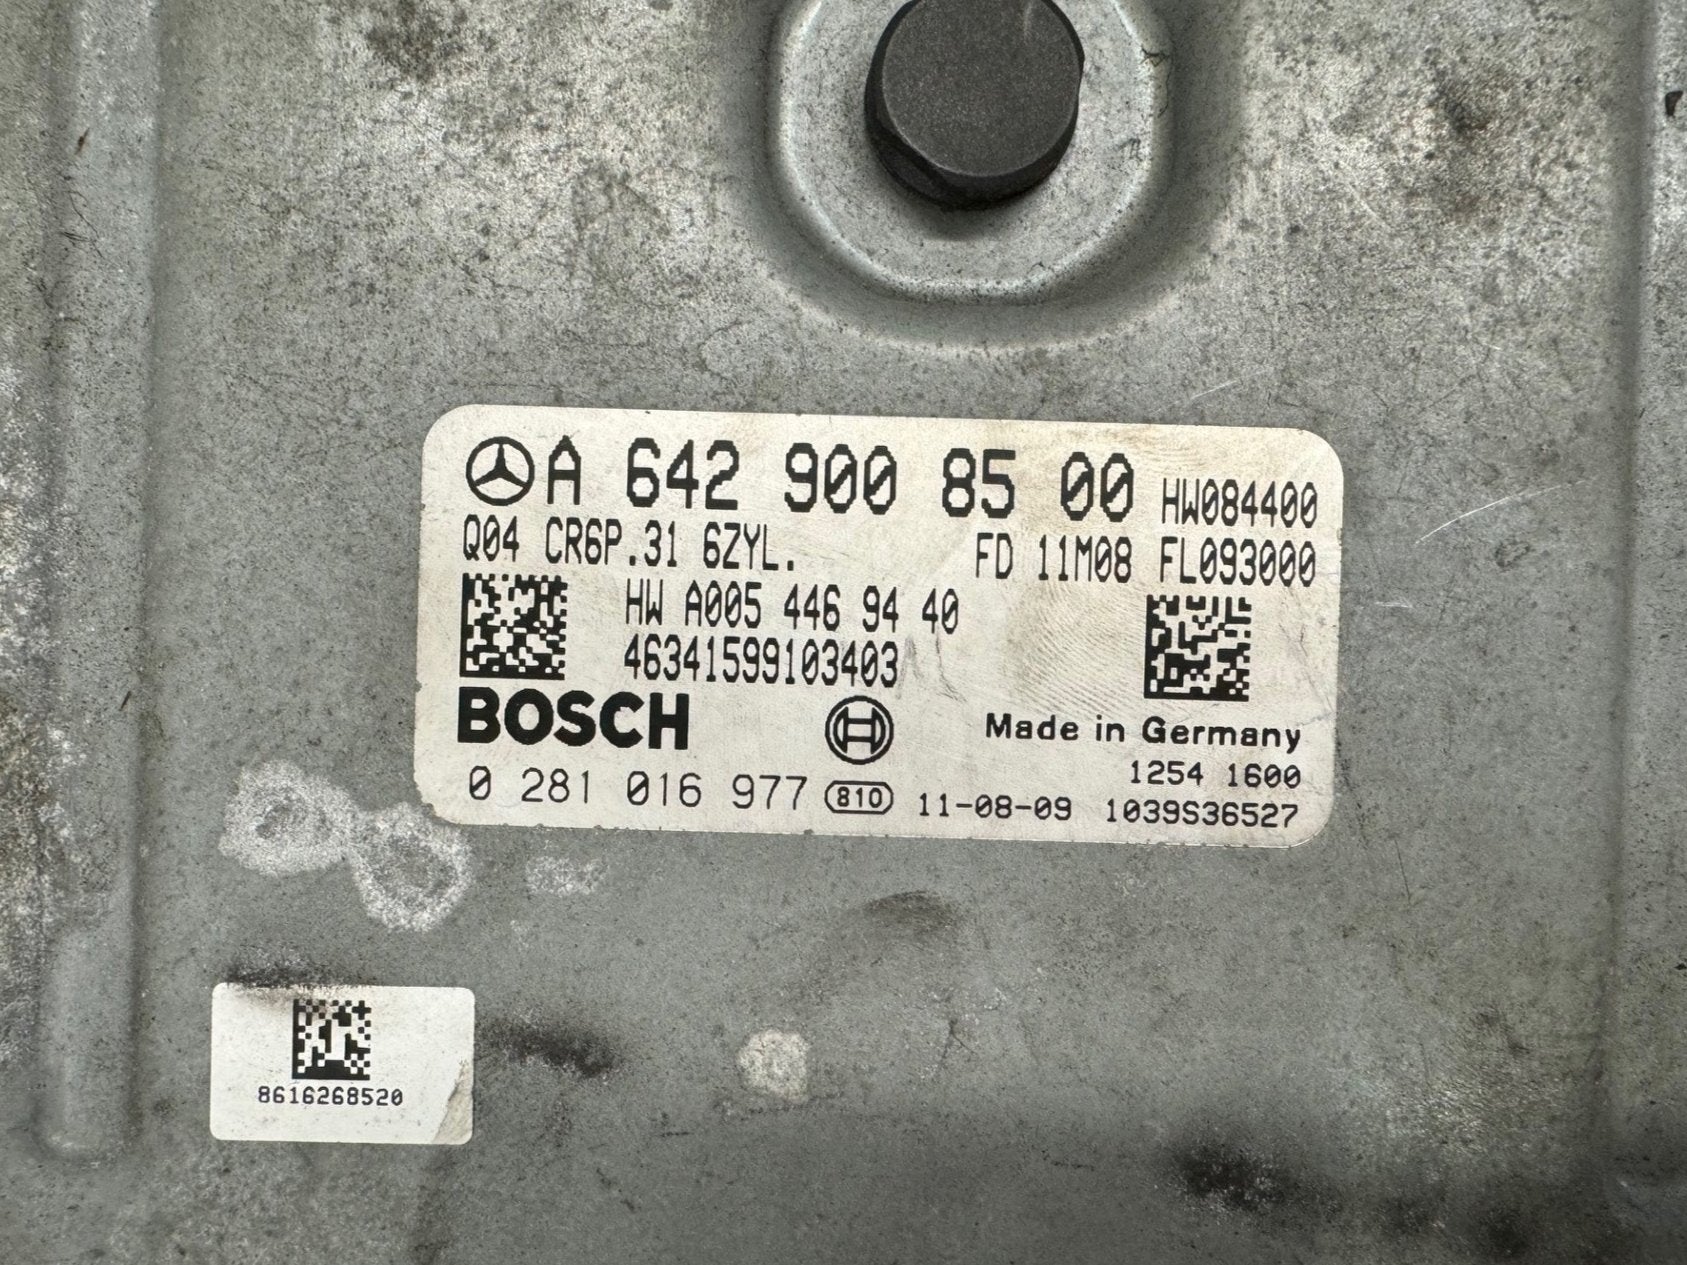 A 642 900 85 00 HW084400
Q04 CR6P.31 6ZYL. FD 11M08 FL093000
HW A005 446 94 40
46341599103403
BOSCH
Made in Germany
1254 1600
0 281 016 977 810 11-08-09 1039S36527
8616268520